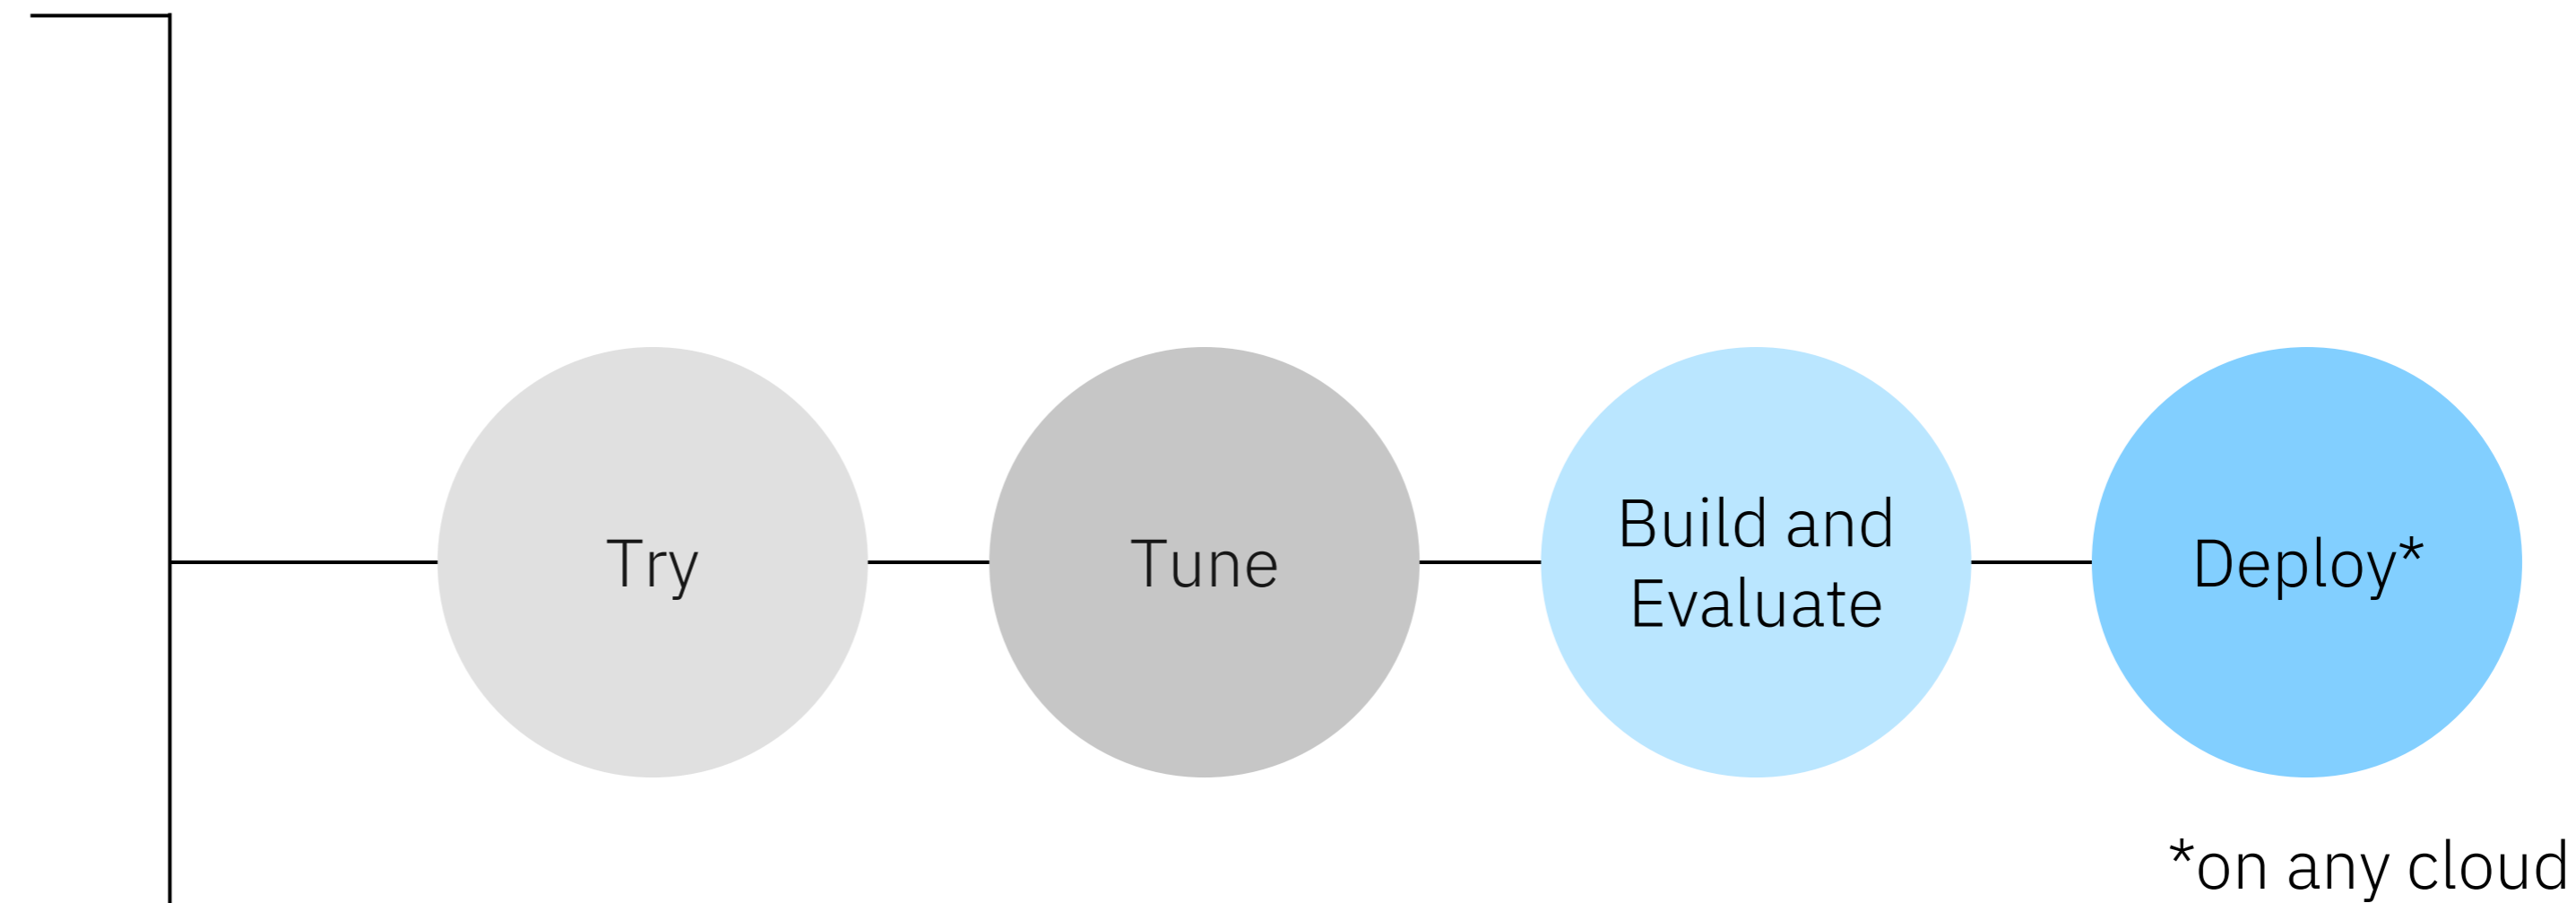 Try
Tune
Build and
Evaluate
Deploy*
*on any cloud